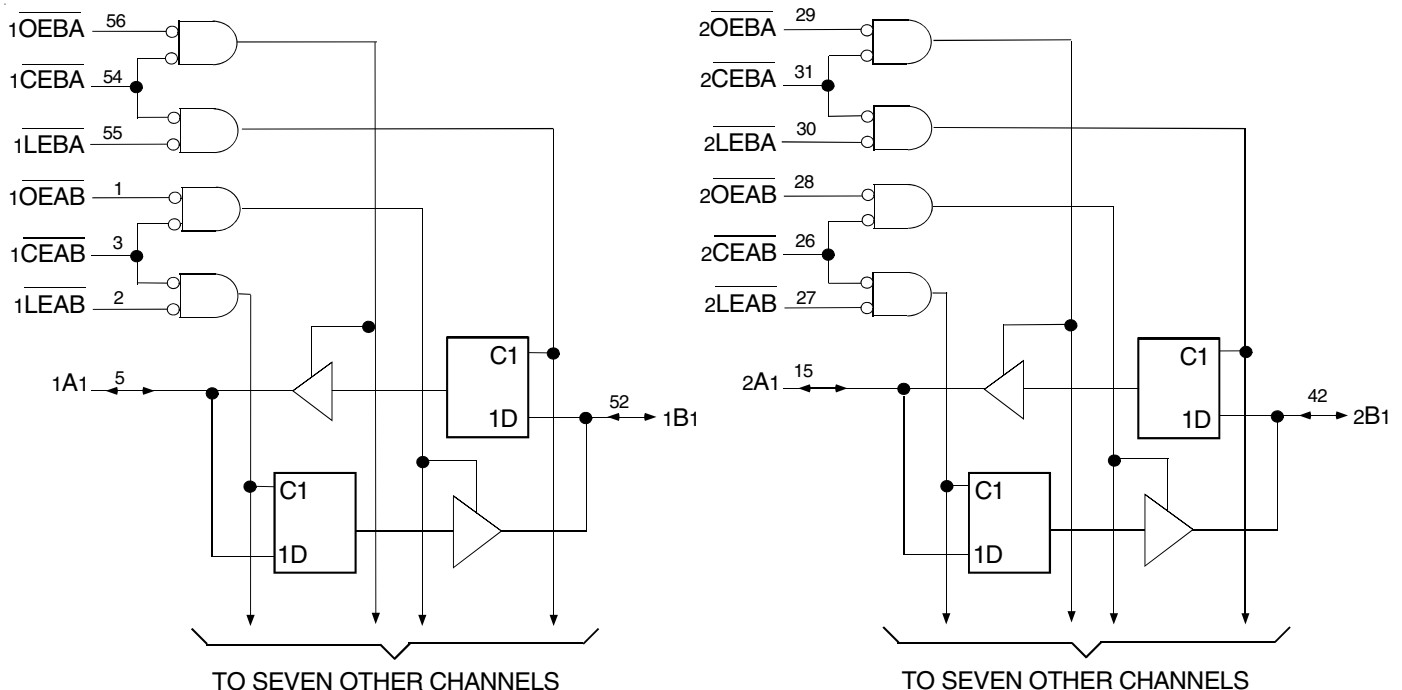 1OEBA 56
1CEBA 54
1LEBA 55
1OEAB 1
1CEAB 3
1LEAB 2
C1
1A1 5
1D
52 1B1
C1
1D
TO SEVEN OTHER CHANNELS
2OEBA 29
2CEBA 31
2LEBA 30
2OEAB 28
2CEAB 26
2LEAB 27
C1
2A1 15
1D
42 2B1
C1
1D
TO SEVEN OTHER CHANNELS